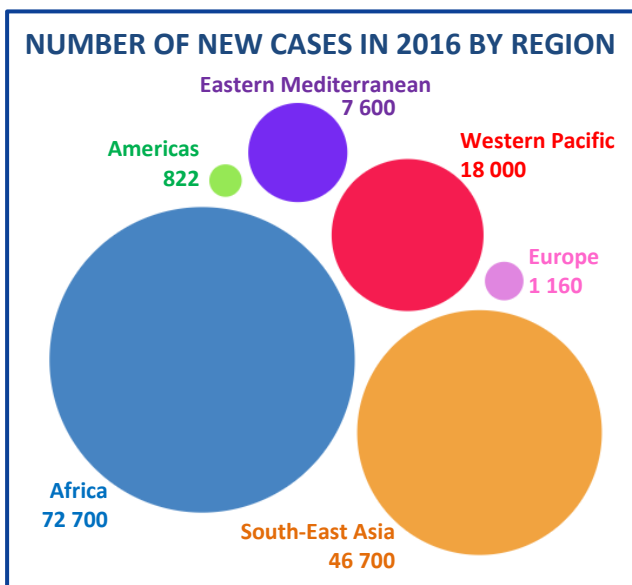 NUMBER OF NEW CASES IN 2016 BY REGION
Eastern Mediterranean
7 600
Americas
822
Western Pacific
18 000
Europe
1 160
Africa
72 700
South-East Asia
46 700